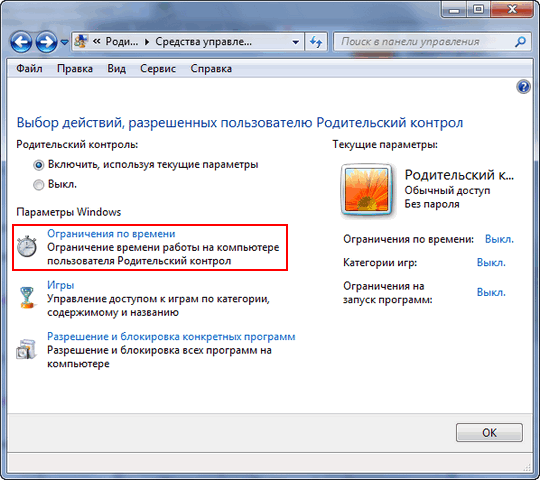 « Роди... ▸ Средства управле...
Поиск в панели управления
Файл Правка Вид Сервис Справка
Выбор действий, разрешенных пользователю Родительский контрол
Родительский контроль:
Включить, используя текущие параметры
Выкл.
Параметры Windows
Ограничения по времени
Ограничение времени работы на компьютере
пользователя Родительский контрол
Игры
Управление доступом к играм по категории,
содержимому и названию
Разрешение и блокировка конкретных программ
Разрешение и блокировка всех программ на
компьютере
Текущие параметры:
Родительский к...
Обычный доступ
Без пароля
Ограничения по времени: Выкл.
Категории игр: Выкл.
Ограничения на
запуск программ: Выкл.
OK